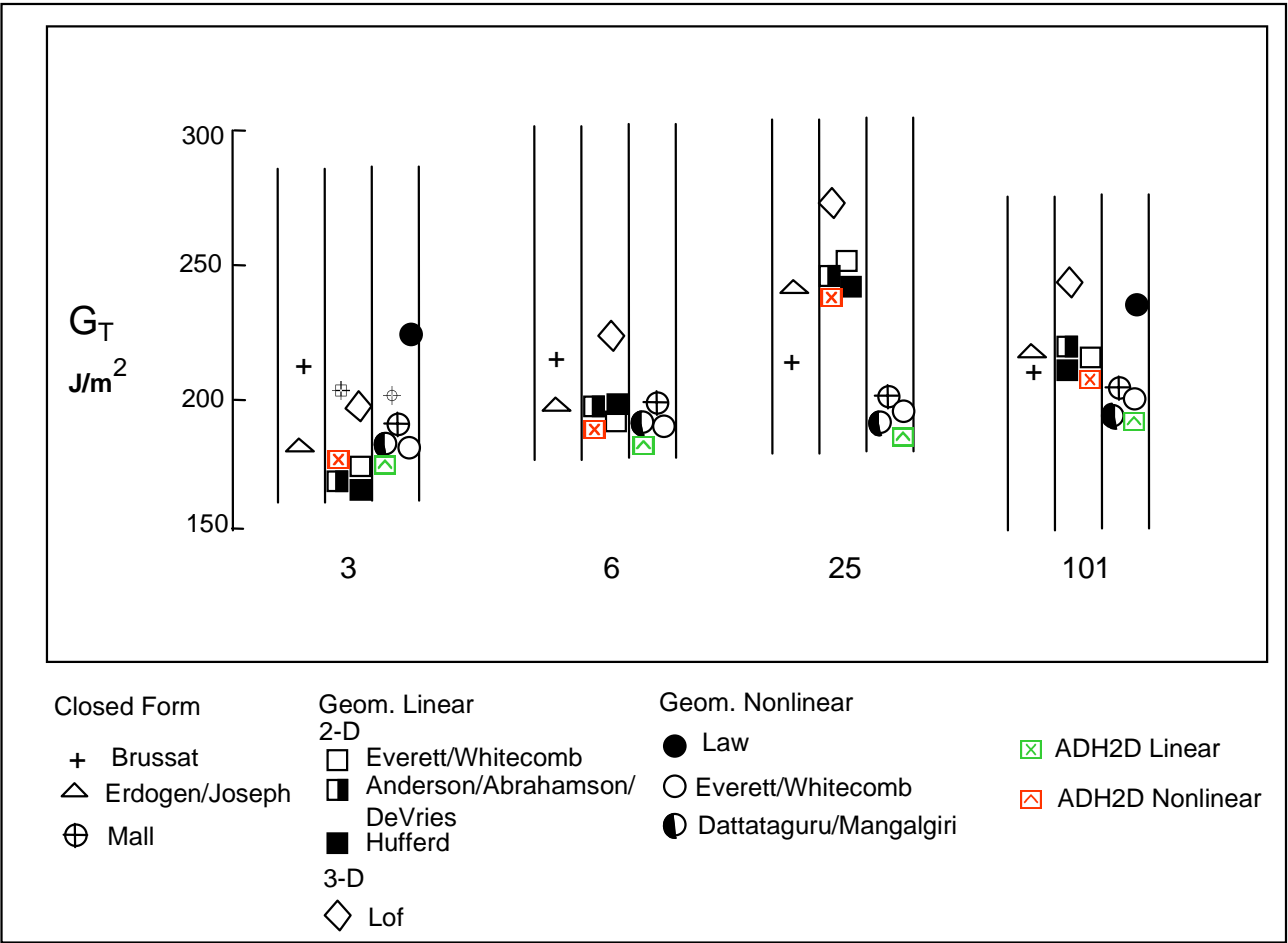 300
250
200
150
G_T
J/m^2
3 6 25 101
Closed Form
+ Brussat
Erdogen/Joseph
Mall
Geom. Linear
2-D
Everett/Whitecomb
Anderson/Abrahamson/
DeVries
Hufferd
3-D
Lof
Geom. Nonlinear
Law
Everett/Whitecomb
Dattataguru/Mangalgiri
ADH2D Linear
ADH2D Nonlinear